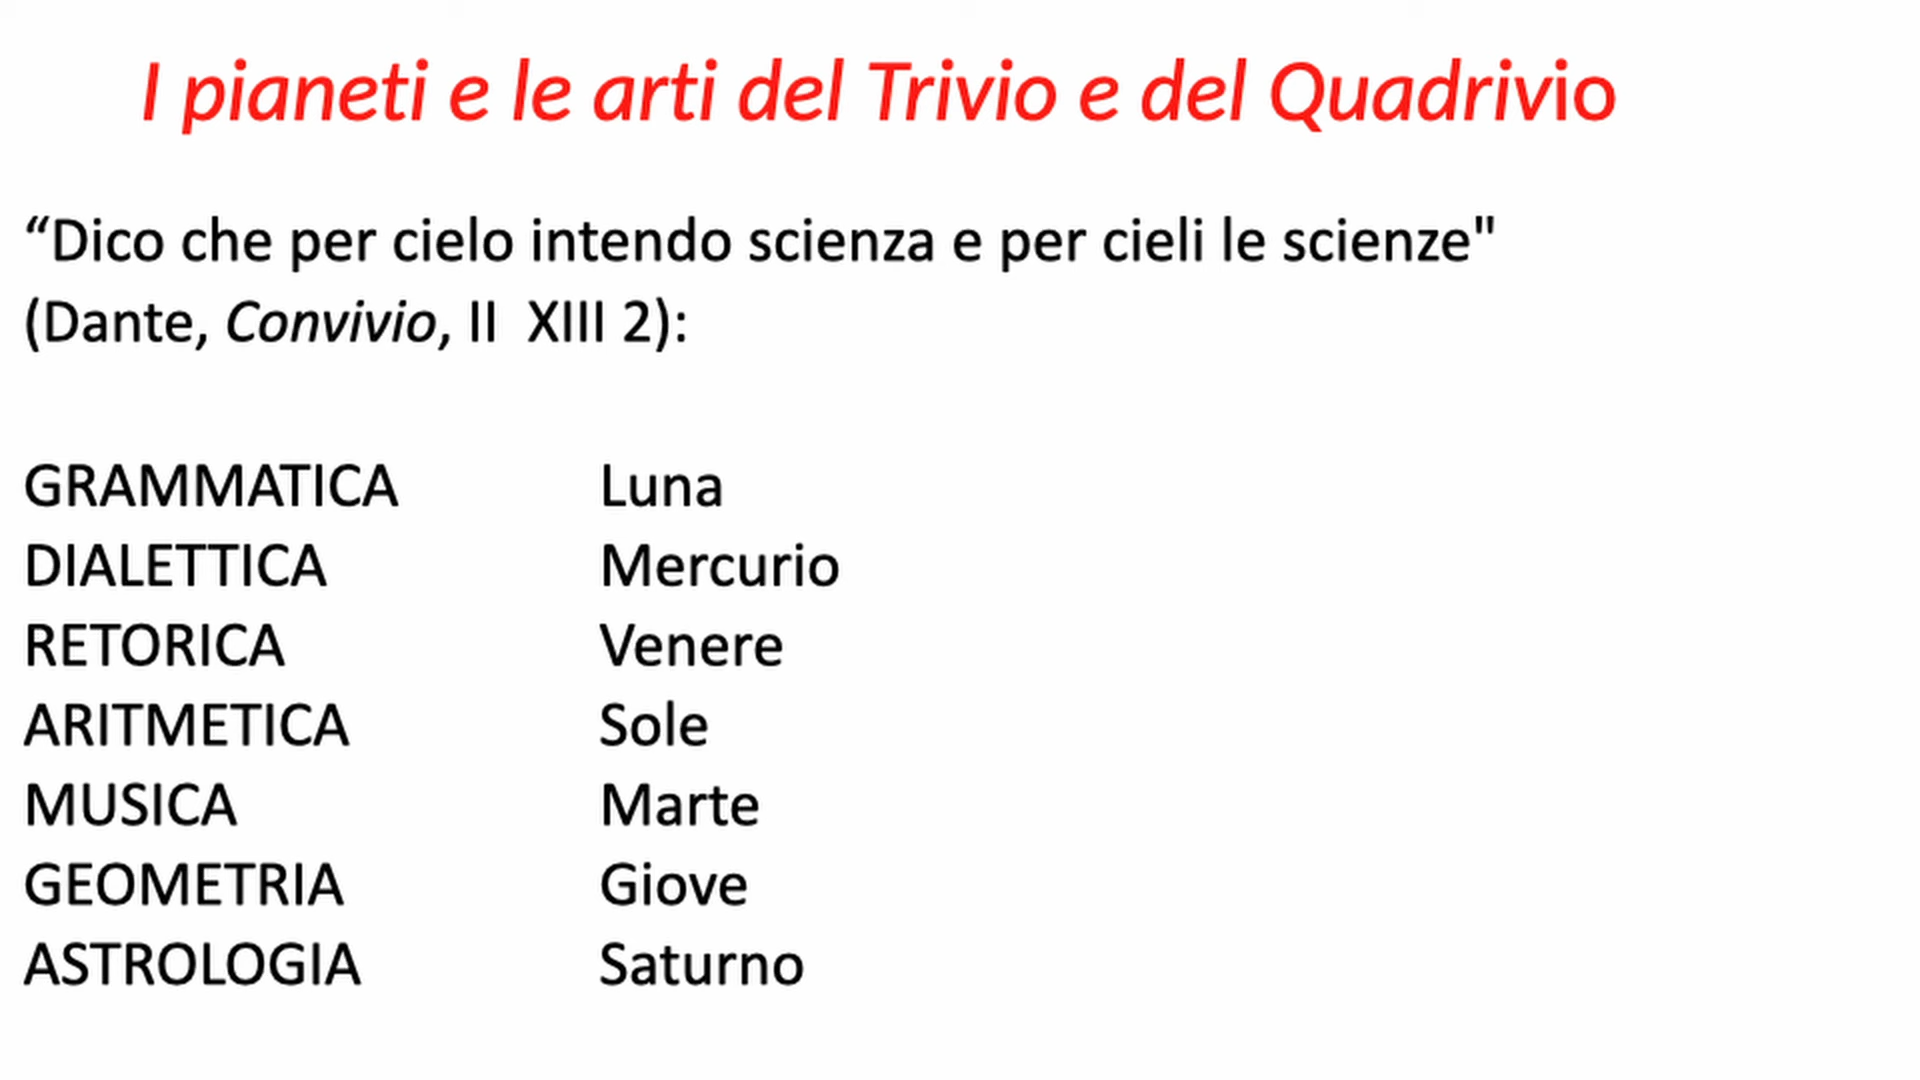 I pianeti e le arti del Trivio e del Quadrivio
“Dico che per cielo intendo scienza e per cieli le scienze"
(Dante, Convivio, II  XIII 2):
GRAMMATICA Luna
DIALETTICA Mercurio
RETORICA Venere
ARITMETICA Sole
MUSICA Marte
GEOMETRIA Giove
ASTROLOGIA Saturno